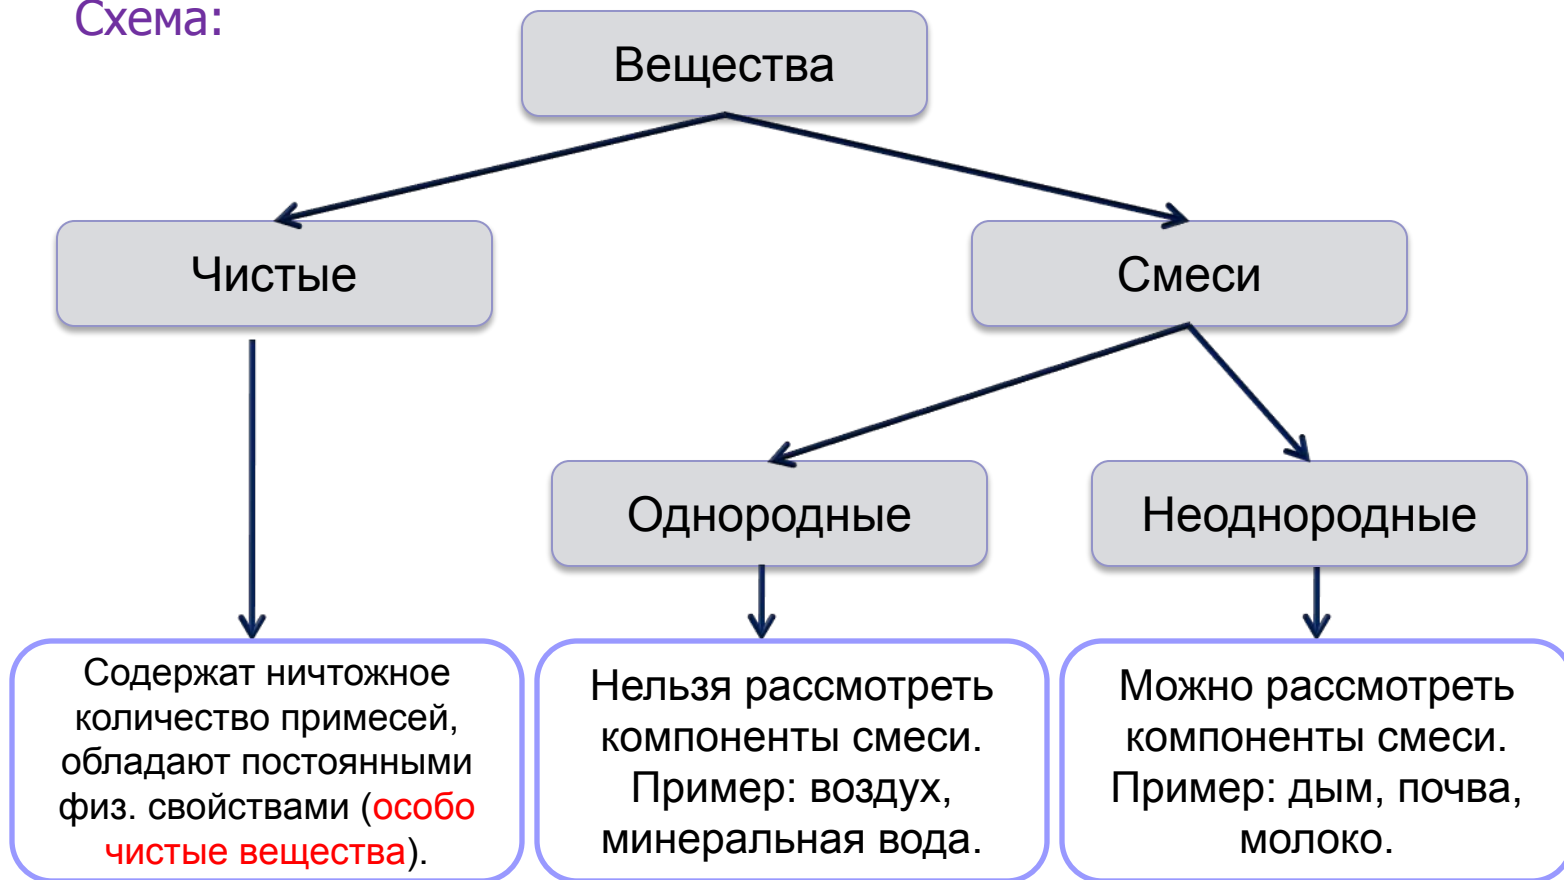 Схема:
Вещества
Чистые
Смеси
Однородные
Неоднородные
Содержат ничтожное
количество примесей,
обладают постоянными
физ. свойствами (особо
чистые вещества).
Нельзя рассмотреть
компоненты смеси.
Пример: воздух,
минеральная вода.
Можно рассмотреть
компоненты смеси.
Пример: дым, почва,
молоко.